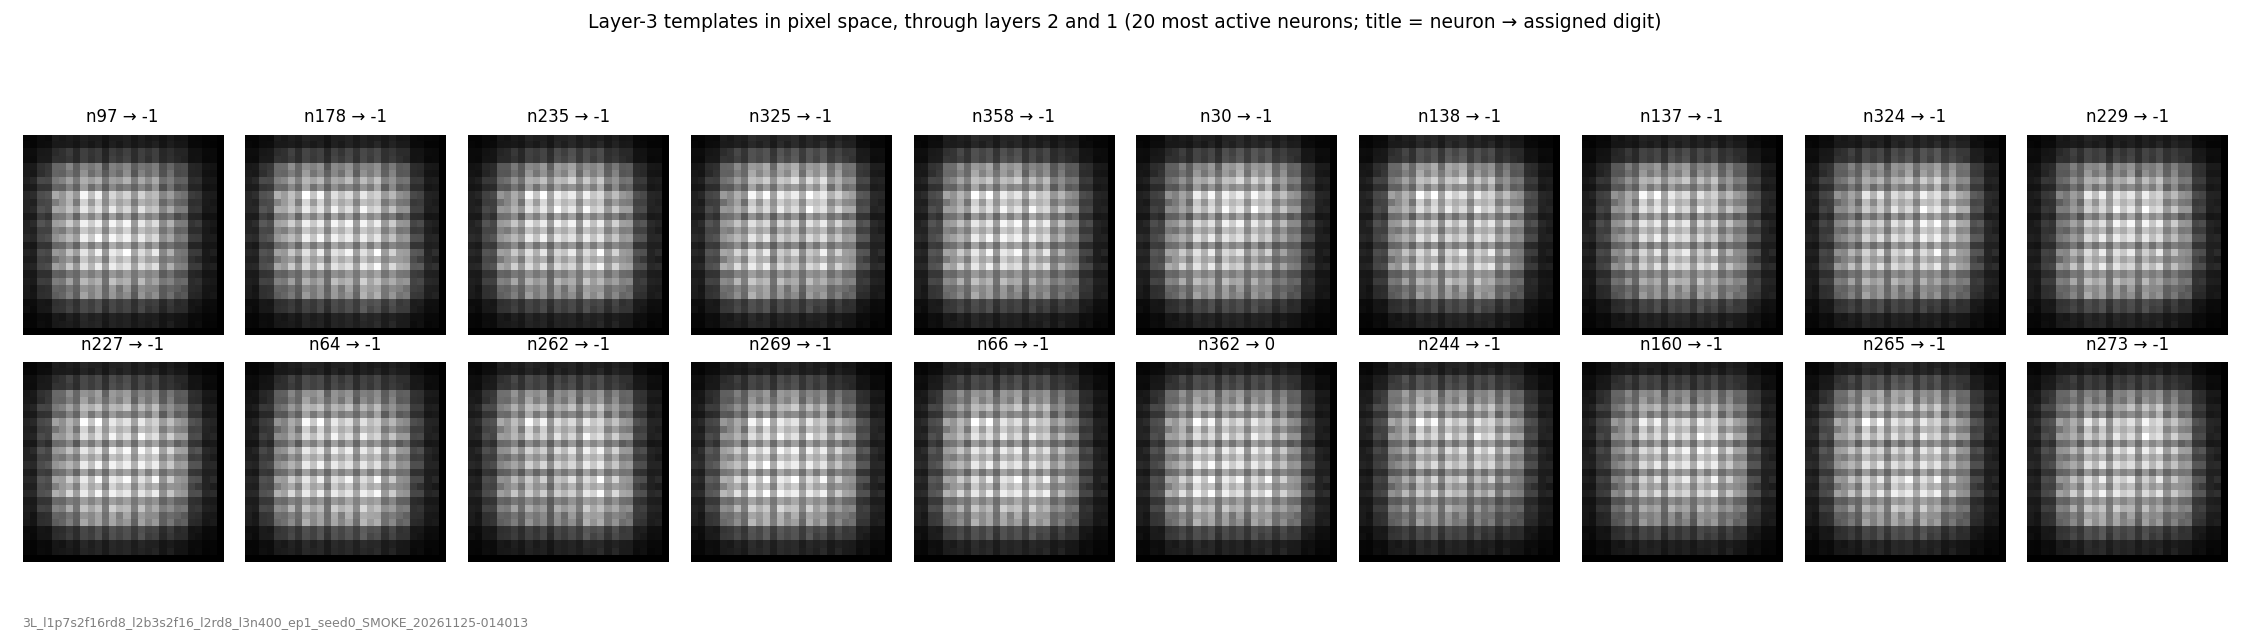 Layer-3 templates in pixel space, through layers 2 and 1 (20 most active neurons; title = neuron → assigned digit)
n97 → -1 n178 → -1 n235 → -1 n325 → -1 n358 → -1 n30 → -1 n138 → -1 n137 → -1 n324 → -1 n229 → -1
n227 → -1 n64 → -1 n262 → -1 n269 → -1 n66 → -1 n362 → 0 n244 → -1 n160 → -1 n265 → -1 n273 → -1
3L_l1p7s2f16rd8_l2b3s2f16_l2rd8_l3n400_ep1_seed0_SMOKE_20261125-014013